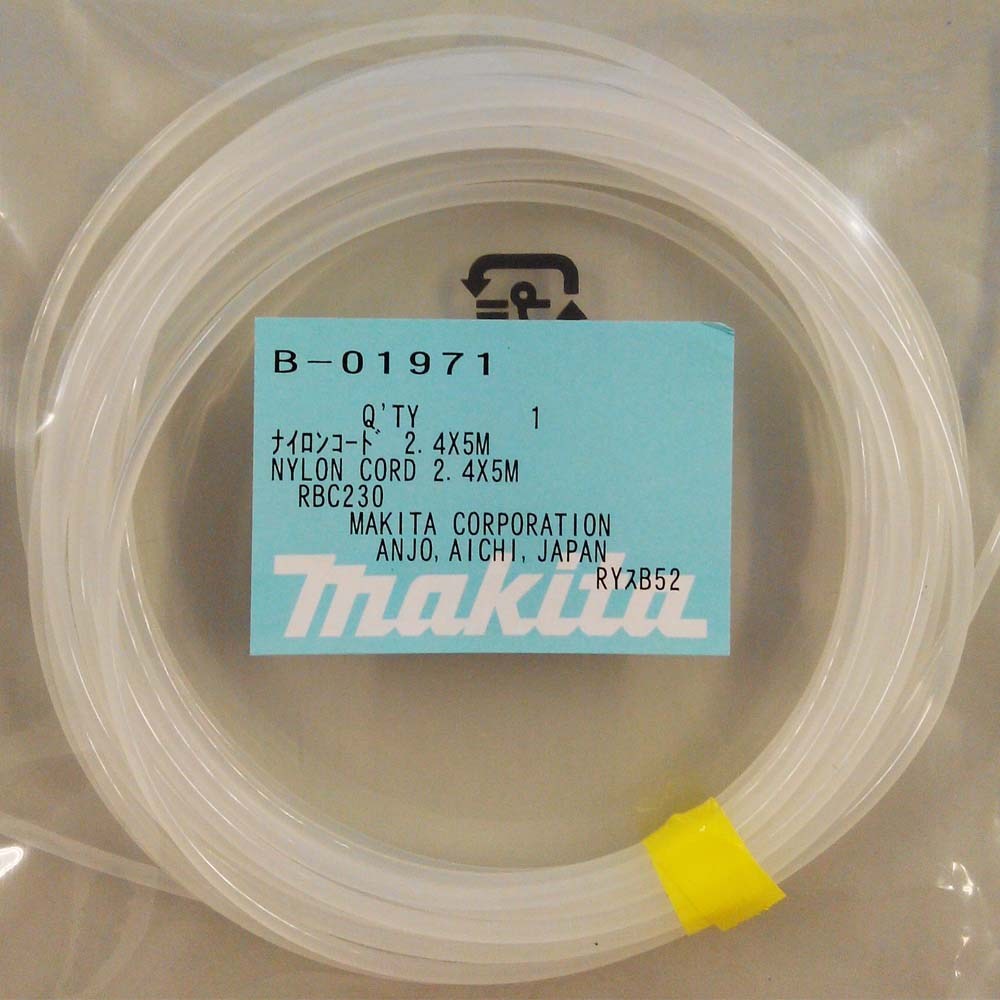 B-01971
Q'TY 1
ﾅｲﾛﾝｺｰﾄﾞ 2.4X5M
NYLON CORD 2.4X5M
RBC230
MAKITA CORPORATION
ANJO, AICHI, JAPAN
RYｽB52
makita